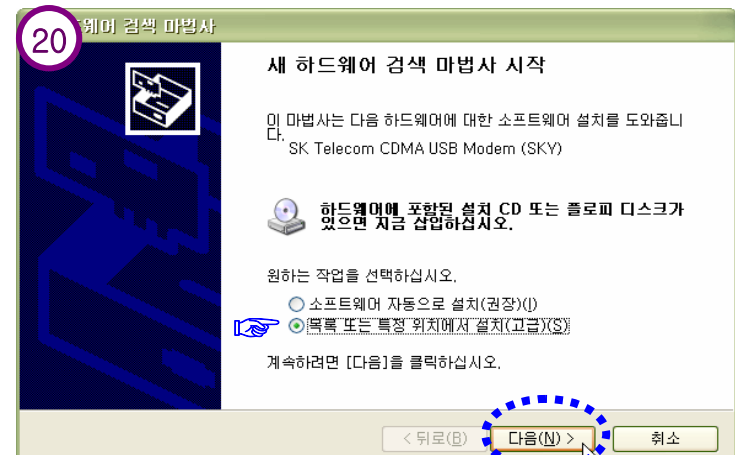 20
웨어 검색 마법사
새 하드웨어 검색 마법사 시작
이 마법사는 다음 하드웨어에 대한 소프트웨어 설치를 도와줍니
다.
SK Telecom CDMA USB Modem (SKY)
하드웨어에 포함된 설치 CD 또는 플로피 디스크가
있으면 지금 삽입하십시오.
원하는 작업을 선택하십시오.
소프트웨어 자동으로 설치(권장)(I)
목록 또는 특정 위치에서 설치(고급)(S)
계속하려면 [다음]을 클릭하십시오.
< 뒤로(B) 다음(N) > 취소